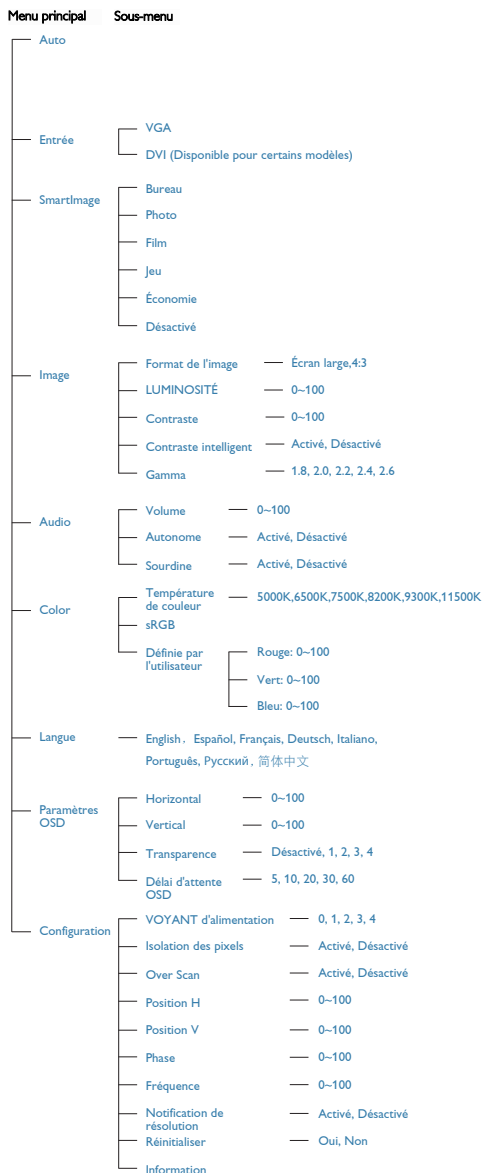 Menu principal Sous-menu
Auto
Entrée
VGA
DVI (Disponible pour certains modèles)
SmartImage
Bureau
Photo
Film
Jeu
Économie
Désactivé
Image
Format de l'image Écran large,4:3
LUMINOSITÉ 0~100
Contraste 0~100
Contraste intelligent Activé, Désactivé
Gamma 1.8, 2.0, 2.2, 2.4, 2.6
Audio
Volume 0~100
Autonome Activé, Désactivé
Sourdine Activé, Désactivé
Color
Température
de couleur 5000K,6500K,7500K,8200K,9300K,11500K
sRGB
Définie par
l'utilisateur
Rouge: 0~100
Vert: 0~100
Bleu: 0~100
Langue
English, Español, Français, Deutsch, Italiano,
Português, Русский, 简体中文
Paramètres
OSD
Horizontal 0~100
Vertical 0~100
Transparence Désactivé, 1, 2, 3, 4
Délai d'attente
OSD 5, 10, 20, 30, 60
Configuration
VOYANT d'alimentation 0, 1, 2, 3, 4
Isolation des pixels Activé, Désactivé
Over Scan Activé, Désactivé
Position H 0~100
Position V 0~100
Phase 0~100
Fréquence 0~100
Notification de
résolution Activé, Désactivé
Réinitialiser Oui, Non
Information